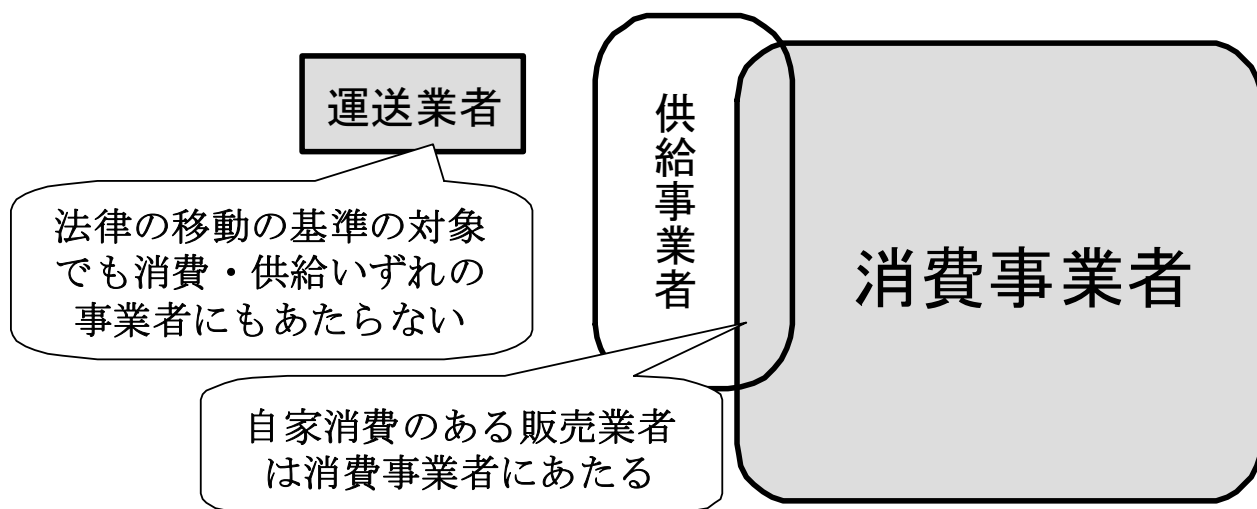 運送業者
供給事業者
消費事業者
法律の移動の基準の対象
でも消費・供給いずれの
事業者にもあたらない
自家消費のある販売業者
は消費事業者にあたる